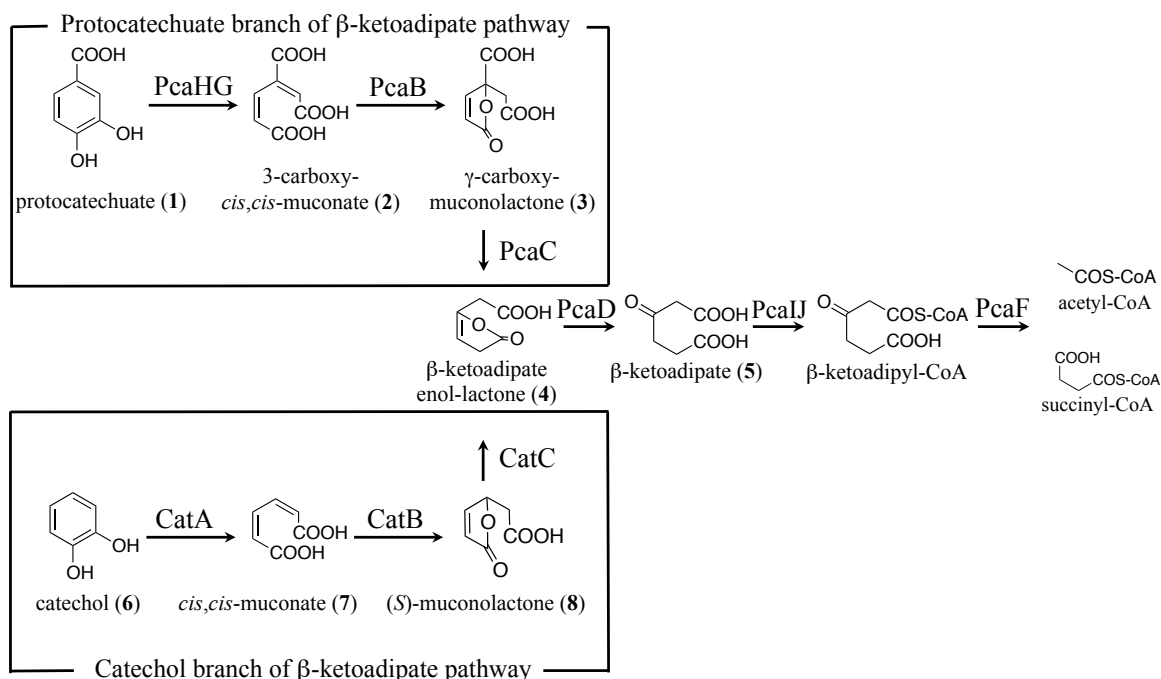 Protocatechuate branch of β-ketoadipate pathway
COOH
OH
OH
protocatechuate (1)
PcaHG
COOH
COOH
COOH
3-carboxy-
cis,cis-muconate (2)
PcaB
COOH
O
COOH
O
γ-carboxy-
muconolactone (3)
PcaC
COOH
O
O
β-ketoadipate
enol-lactone (4)
PcaD
O
COOH
COOH
β-ketoadipate (5)
PcaIJ
O
COS-CoA
COOH
β-ketoadipyl-CoA
PcaF
COS-CoA
acetyl-CoA
COOH
COS-CoA
succinyl-CoA
CatC
OH
OH
catechol (6)
CatA
COOH
COOH
cis,cis-muconate (7)
CatB
O
COOH
O
(S)-muconolactone (8)
Catechol branch of β-ketoadipate pathway